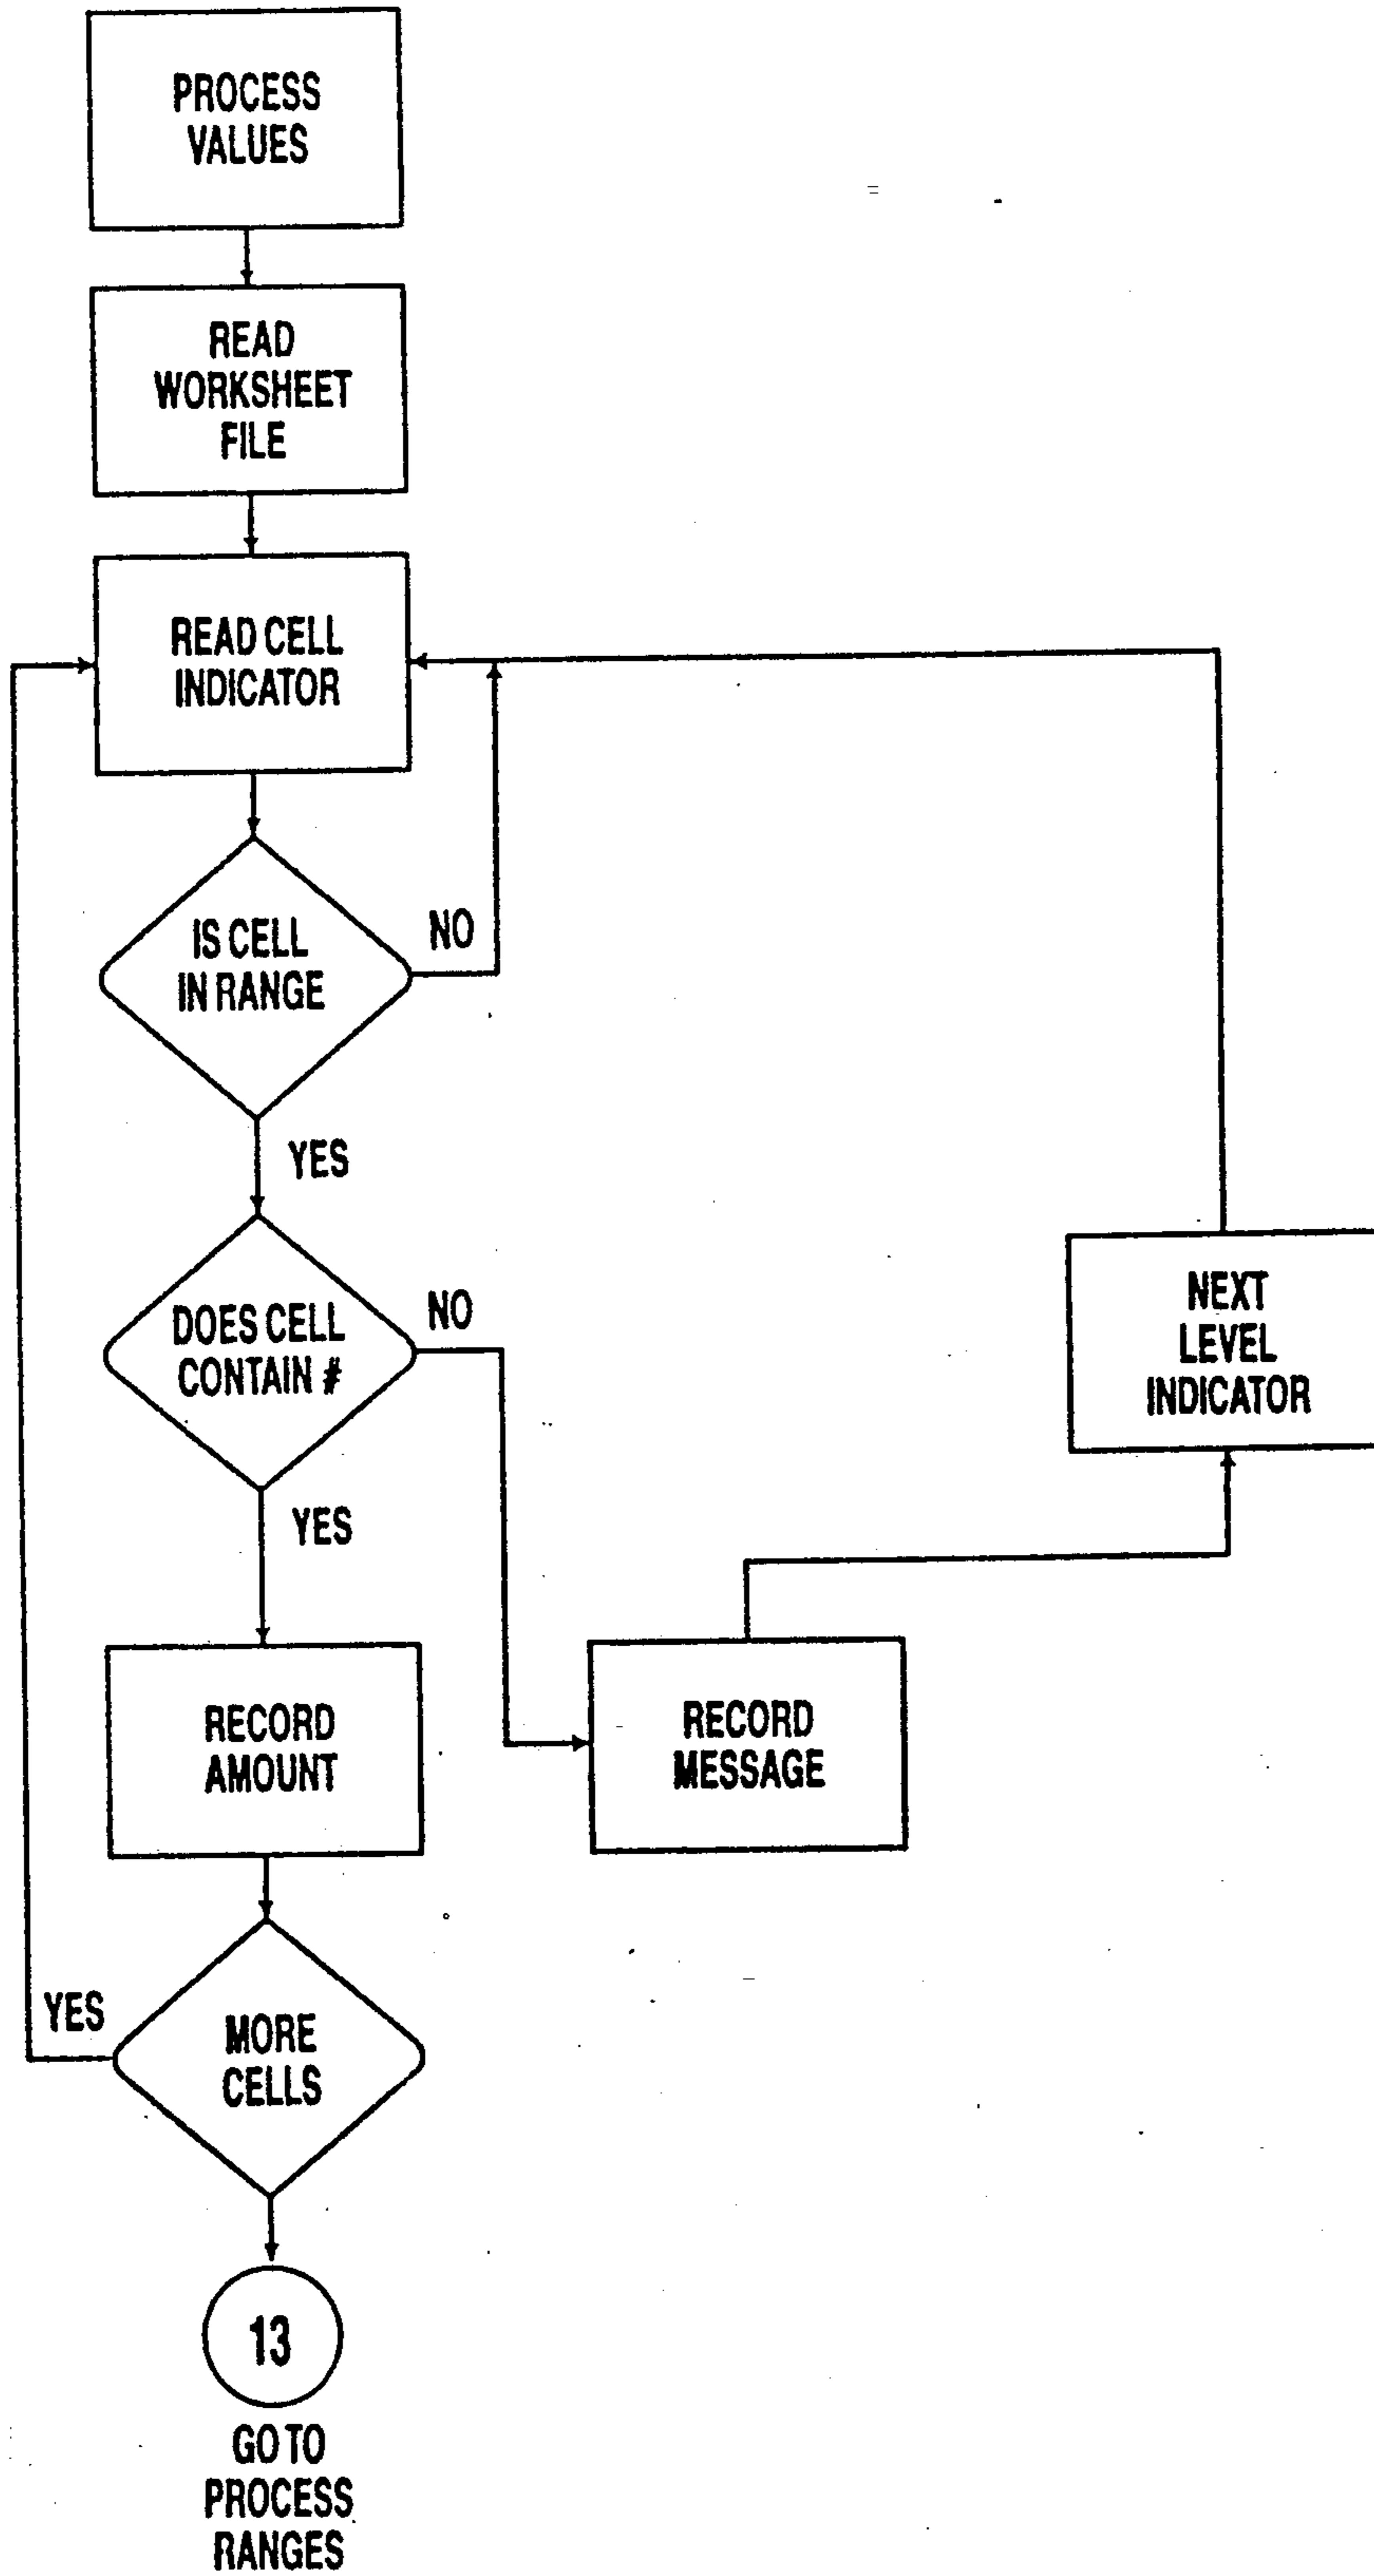 PROCESS
VALUES
READ
WORKSHEET
FILE
READ CELL
INDICATOR
IS CELL
IN RANGE
NO
YES
DOES CELL
CONTAIN #
NO
YES
NEXT
LEVEL
INDICATOR
RECORD
AMOUNT
RECORD
MESSAGE
YES
MORE
CELLS
13
GO TO
PROCESS
RANGES